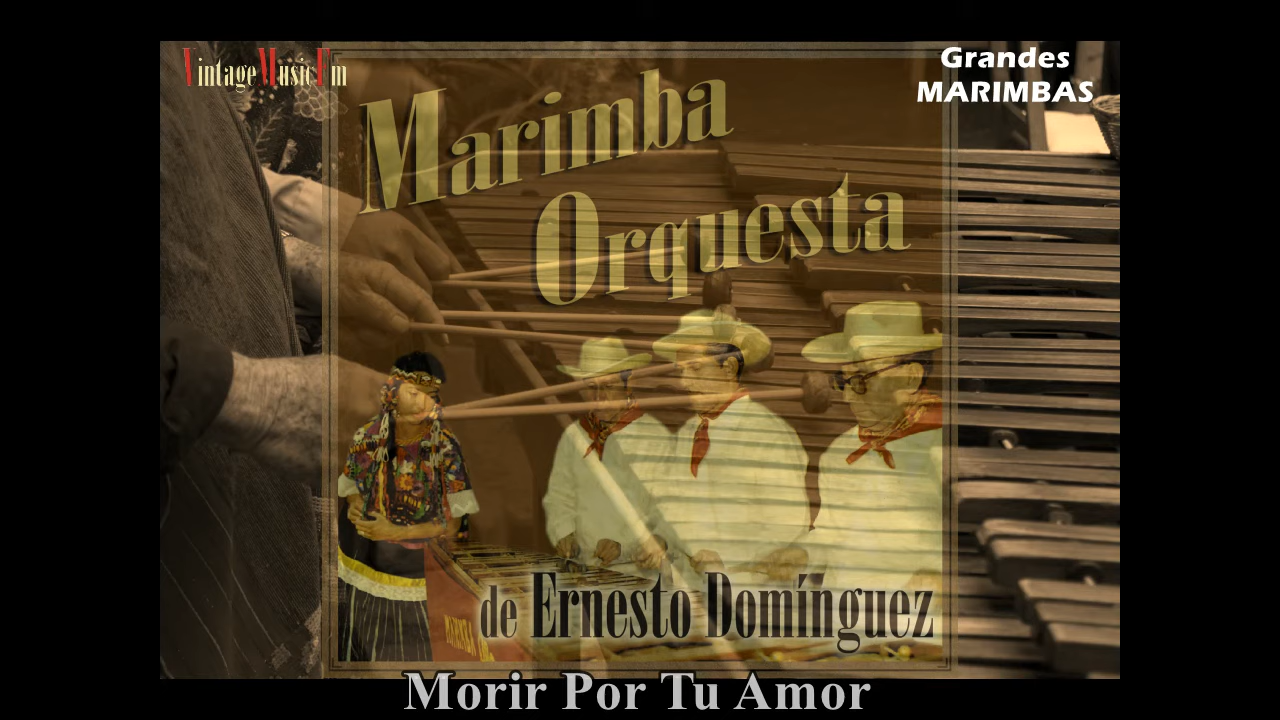 VintageMusicFm
Grandes
MARIMBAS
Marimba
Orquesta
de Ernesto Domínguez
Morir Por Tu Amor